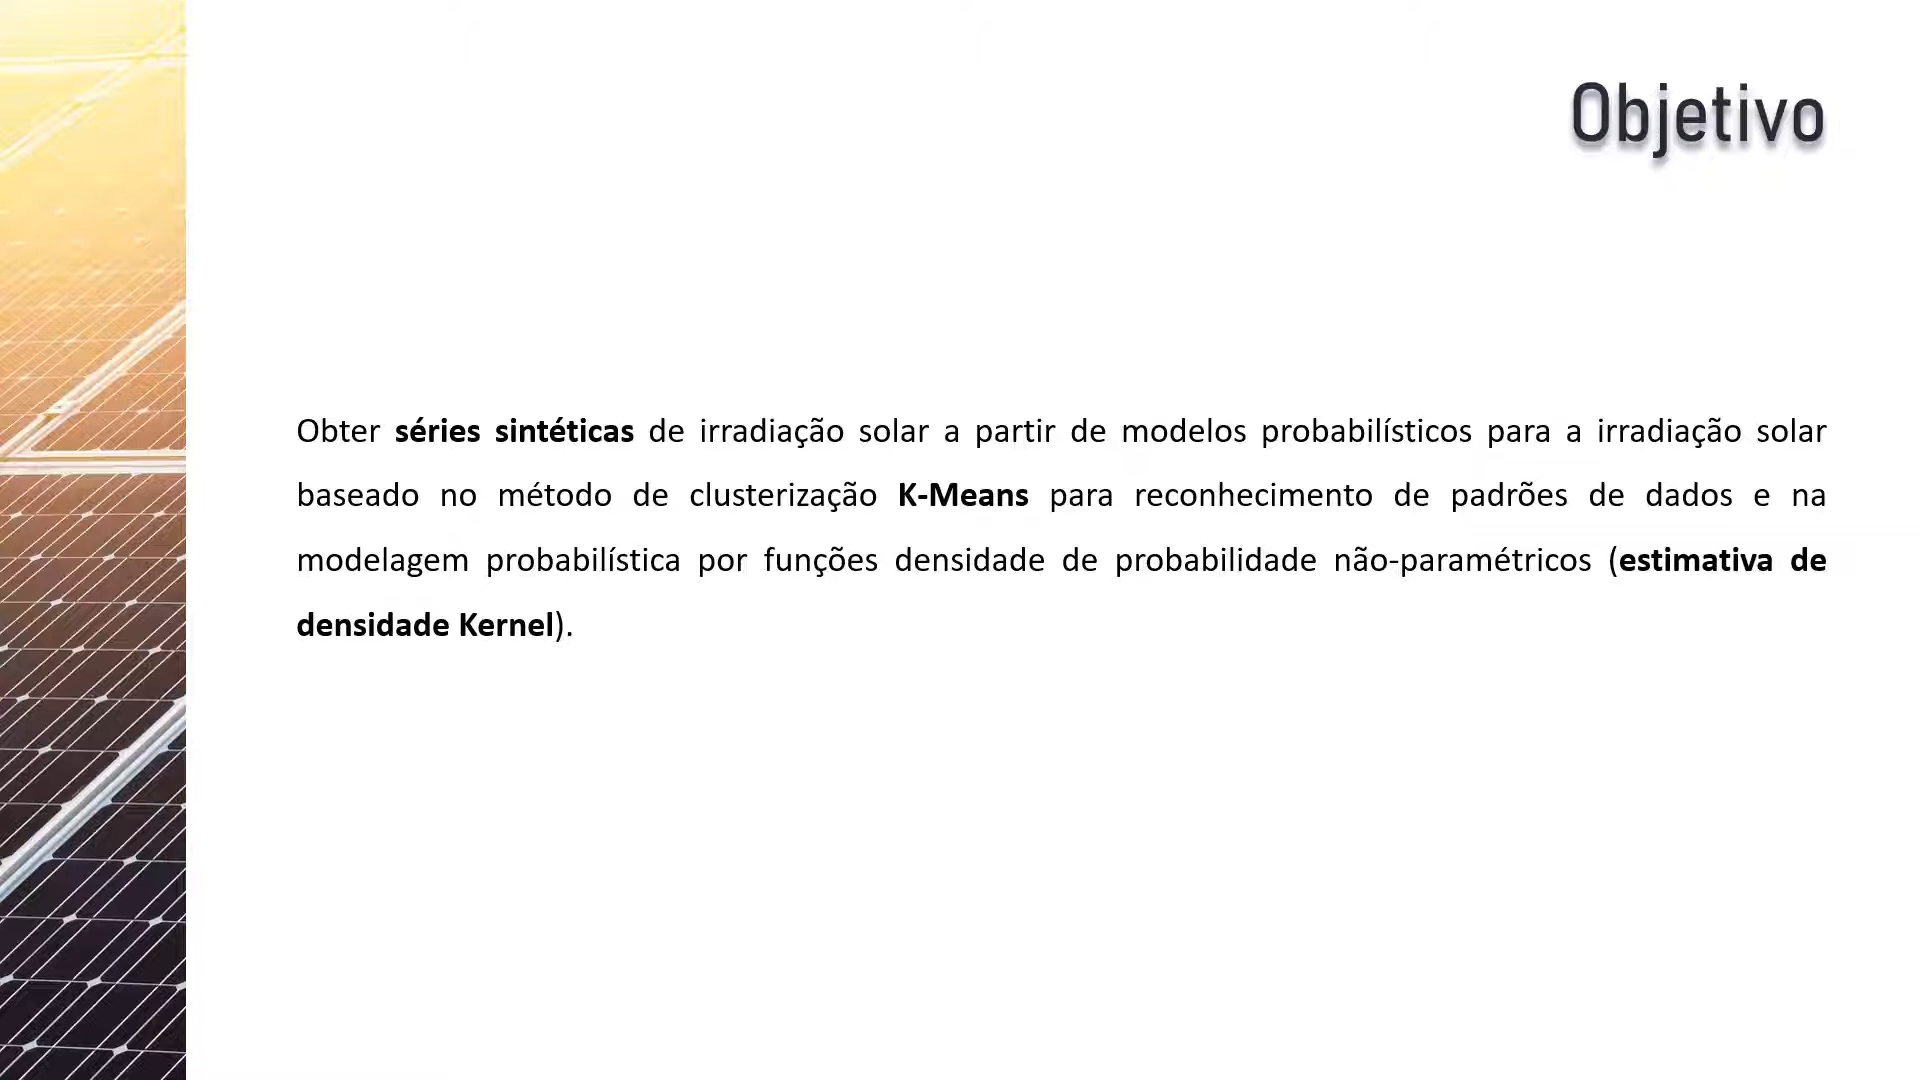 Objetivo
Obter séries sintéticas de irradiação solar a partir de modelos probabilísticos para a irradiação solar
baseado no método de clusterização K-Means para reconhecimento de padrões de dados e na
modelagem probabilística por funções densidade de probabilidade não-paramétricos (estimativa de
densidade Kernel).